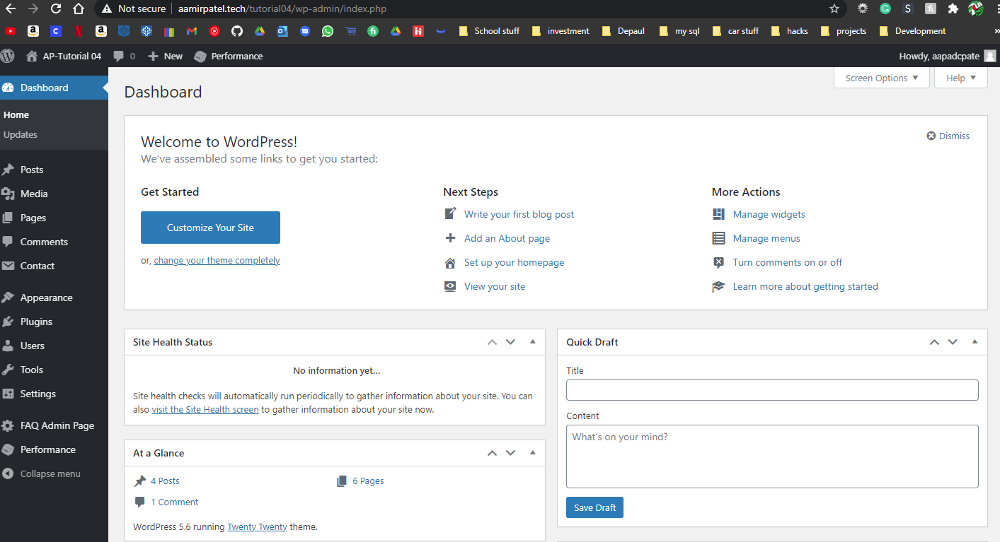 Not secure | aamirpatel.tech/tutorial04/wp-admin/index.php
School stuff investment Depaul my sql car stuff hacks projects Development
AP-Tutorial 04 0 New Performance Howdy, aapadcpate
Screen Options Help
Dashboard
Home
Updates
Posts
Media
Pages
Comments
Contact
Appearance
Plugins
Users
Tools
Settings
FAQ Admin Page
Performance
Collapse menu
Dashboard
Welcome to WordPress!
Dismiss
We've assembled some links to get you started:
Get Started
Customize Your Site
or, change your theme completely
Next Steps
Write your first blog post
Add an About page
Set up your homepage
View your site
More Actions
Manage widgets
Manage menus
Turn comments on or off
Learn more about getting started
Site Health Status
No information yet...
Site health checks will automatically run periodically to gather information about your site. You can
also visit the Site Health screen to gather information about your site now.
At a Glance
4 Posts 6 Pages
1 Comment
WordPress 5.6 running Twenty Twenty theme.
Quick Draft
Title
Content
What's on your mind?
Save Draft